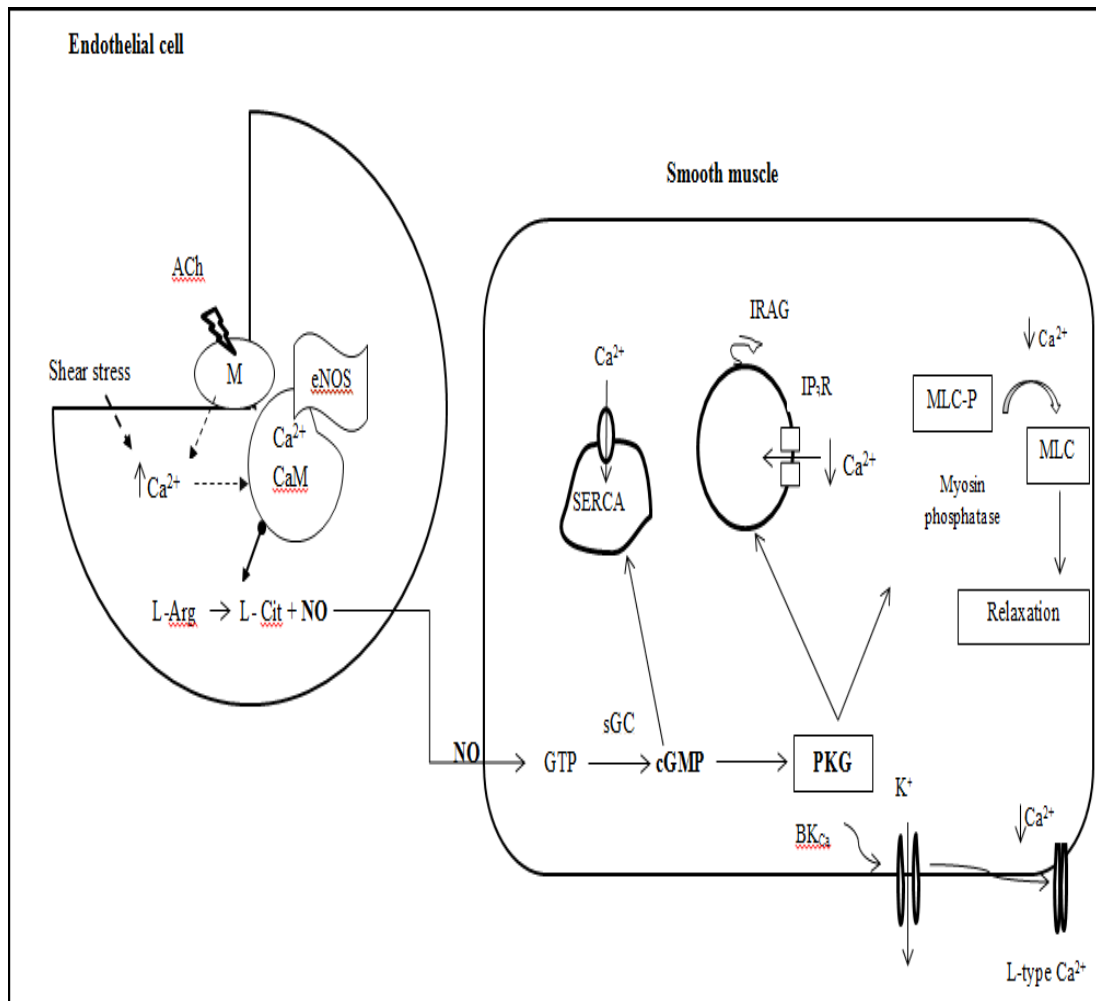 Endothelial cell
Smooth muscle
ACh
Shear stress
M
eNOS
Ca²⁺
CaM
↑Ca²⁺
L-Arg → L- Cit + NO
NO
GTP
sGC
cGMP
PKG
Ca²⁺
SERCA
IRAG
IP₃R
↓Ca²⁺
↓Ca²⁺
MLC-P
MLC
Myosin
phosphatase
Relaxation
K⁺
BKCa
↓Ca²⁺
L-type Ca²⁺